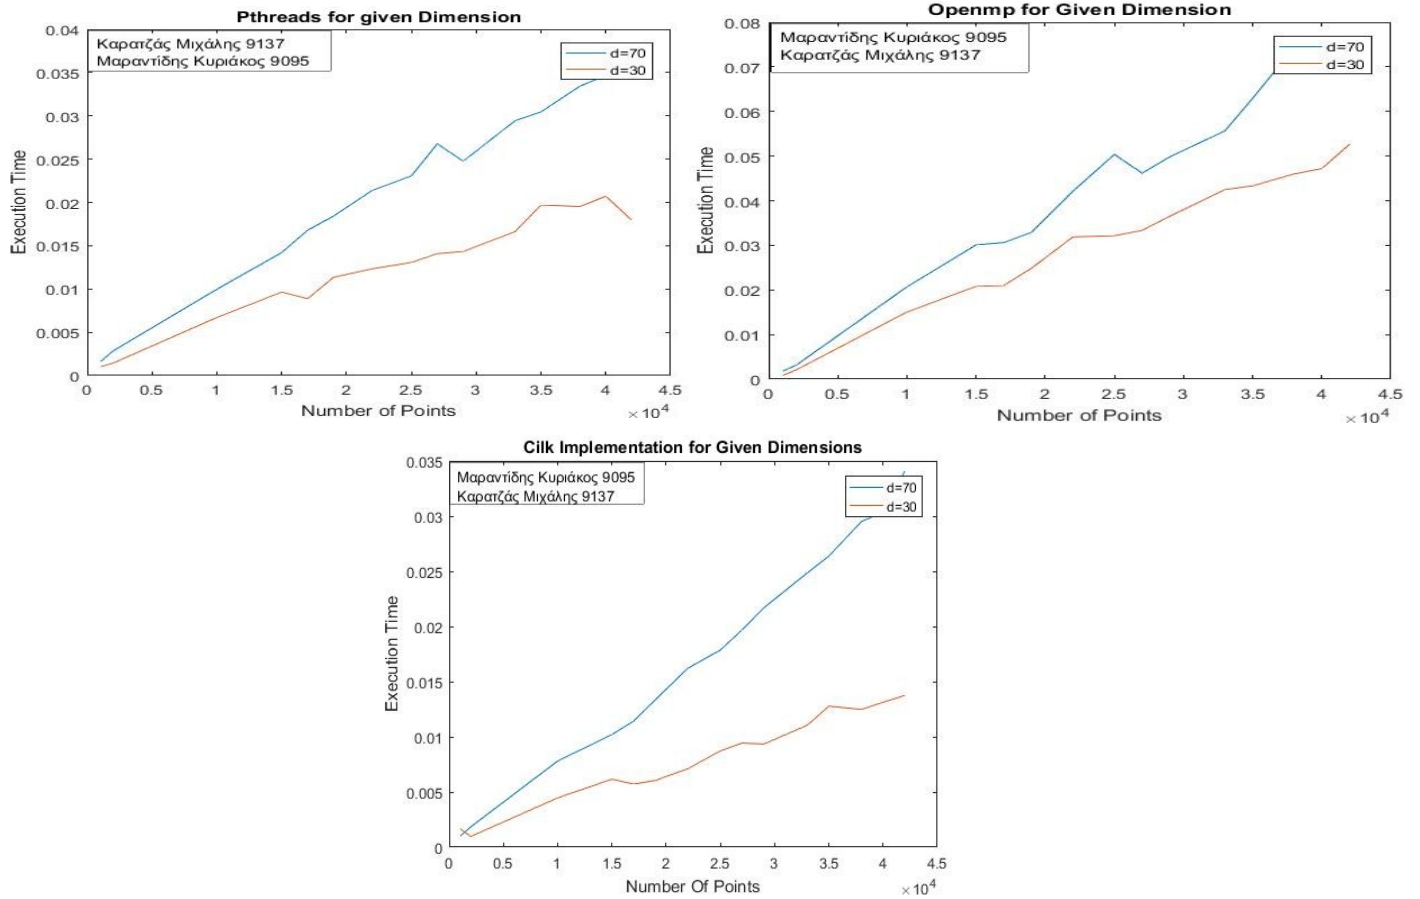 Pthreads for given Dimension
Καρατζάς Μιχάλης 9137
Μαραντίδης Κυριάκος 9095
d=70
d=30
0.04
0.035
0.03
0.025
0.02
0.015
0.01
0.005
0
Execution Time
0 0.5 1 1.5 2 2.5 3 3.5 4 4.5
Number of Points
×10⁴
Openmp for Given Dimension
Μαραντίδης Κυριάκος 9095
Καρατζάς Μιχάλης 9137
d=70
d=30
0.08
0.07
0.06
0.05
0.04
0.03
0.02
0.01
0
Execution Time
0 0.5 1 1.5 2 2.5 3 3.5 4 4.5
Number of Points
×10⁴
Cilk Implementation for Given Dimensions
Μαραντίδης Κυριάκος 9095
Καρατζάς Μιχάλης 9137
d=70
d=30
0.035
0.03
0.025
0.02
0.015
0.01
0.005
0
Execution Time
0 0.5 1 1.5 2 2.5 3 3.5 4 4.5
Number Of Points
×10⁴